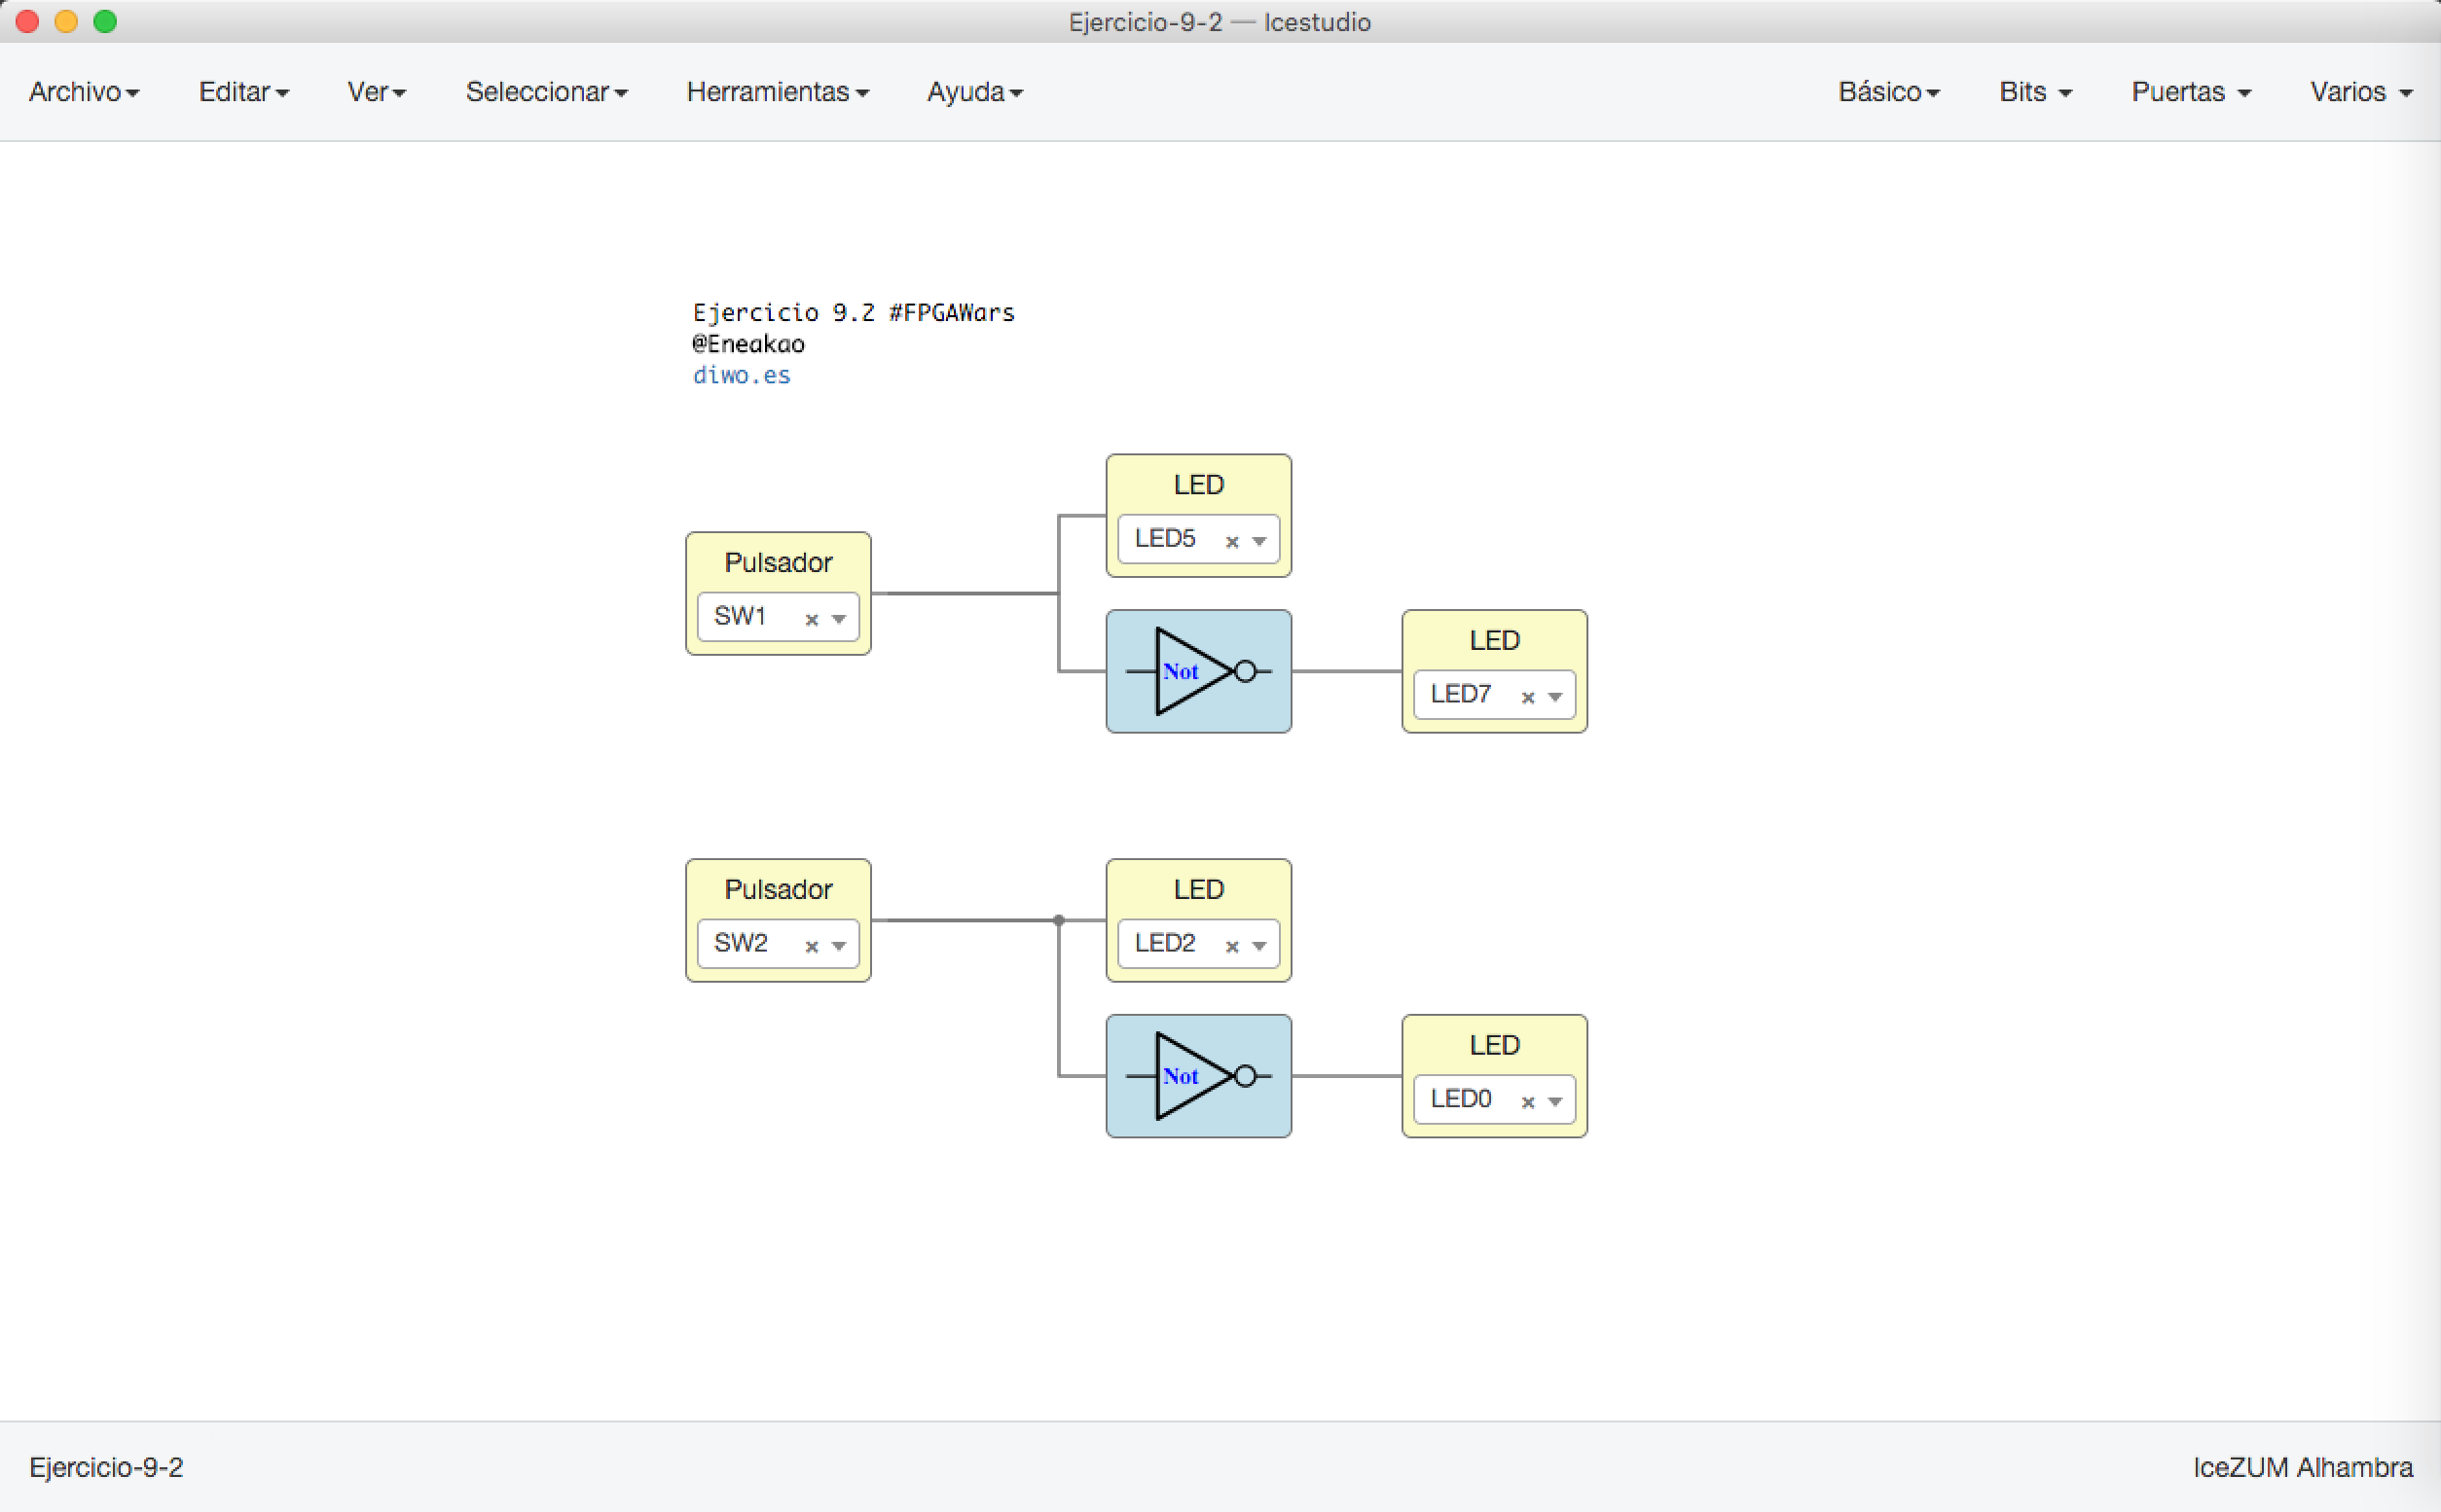 Ejercicio-9-2 — Icestudio
Archivo Editar Ver Seleccionar Herramientas Ayuda Básico Bits Puertas Varios
Ejercicio 9.2 #FPGAWars
@Eneakao
diwo.es
LED
LED5
Pulsador
SW1
Not
LED
LED7
Pulsador
SW2
LED
LED2
Not
LED
LED0
Ejercicio-9-2 IceZUM Alhambra